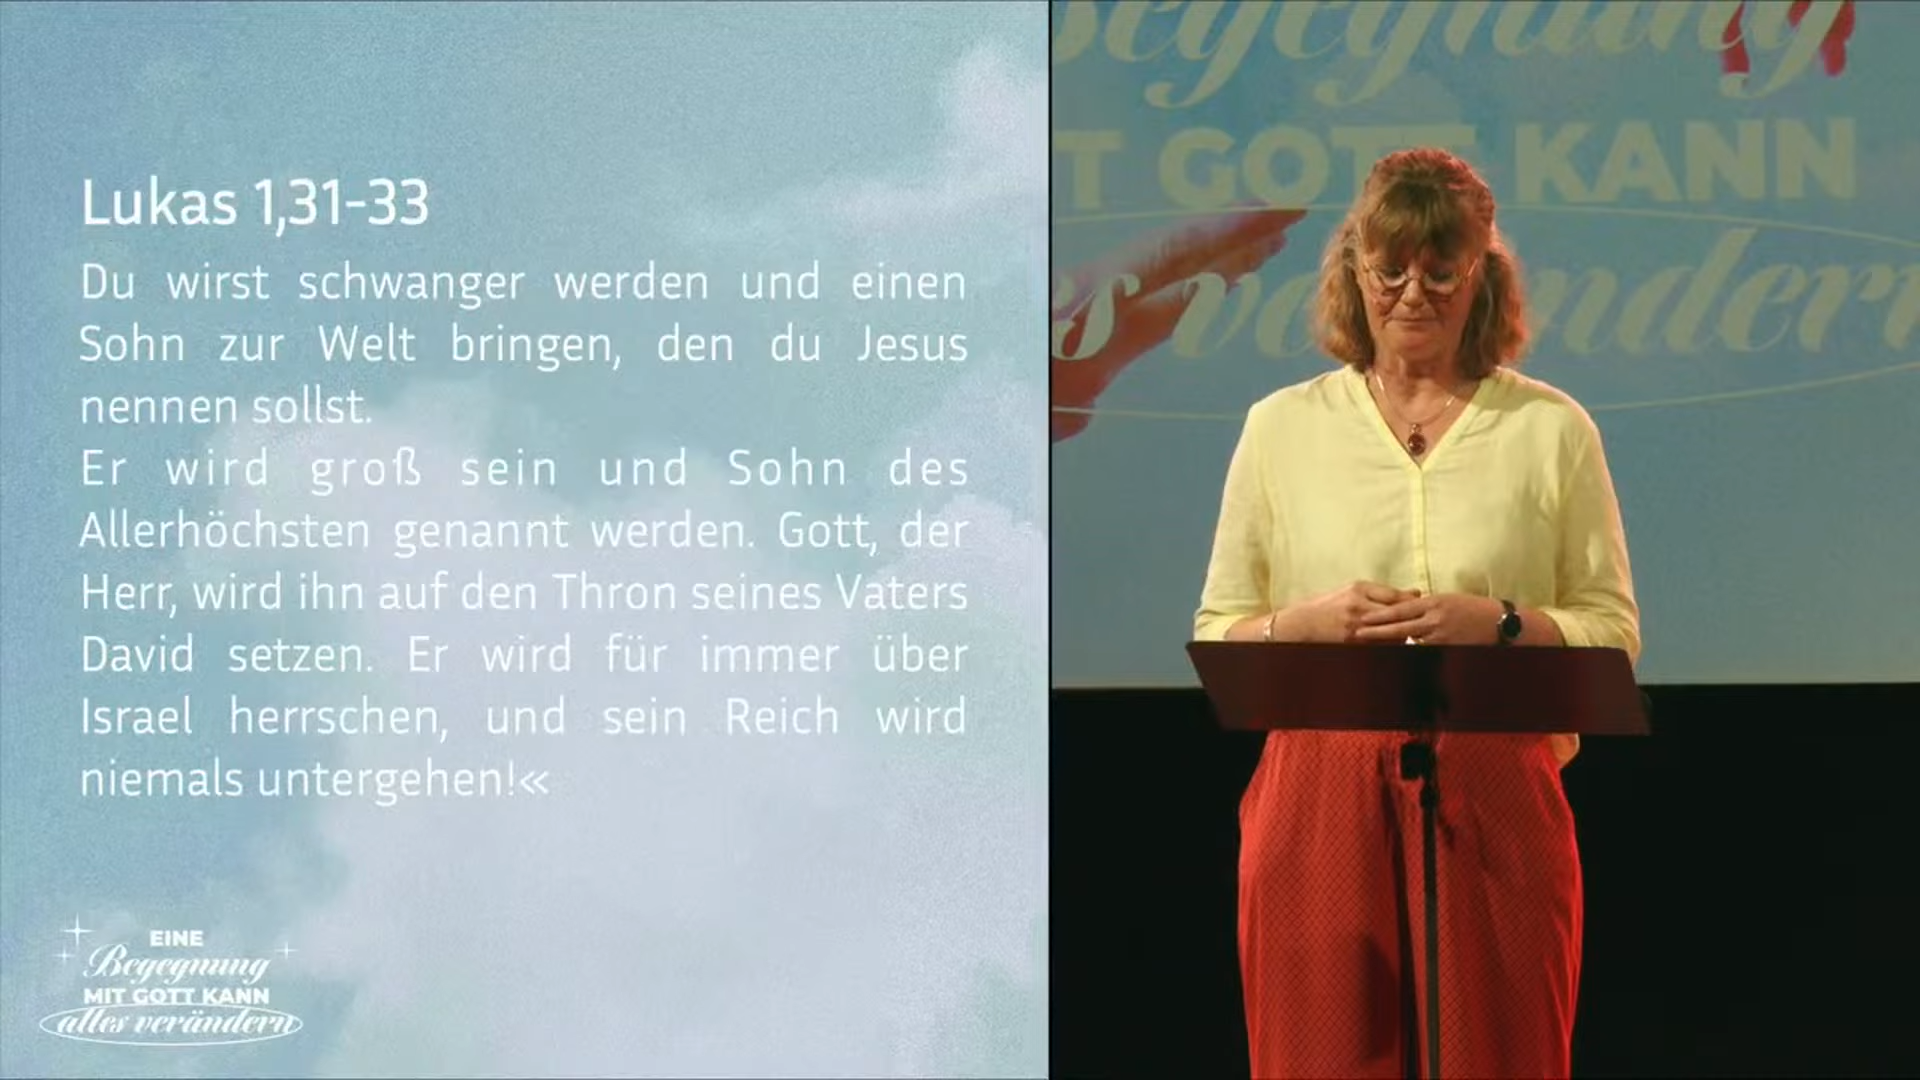 Lukas 1,31-33
Du wirst schwanger werden und einen
Sohn zur Welt bringen, den du Jesus
nennen sollst.
Er wird groß sein und Sohn des
Allerhöchsten genannt werden. Gott, der
Herr, wird ihn auf den Thron seines Vaters
David setzen. Er wird für immer über
Israel herrschen, und sein Reich wird
niemals untergehen!«
EINE
Begegnung
MIT GOTT KANN
alles verändern
Begegnung
T GOTT KANN
s verändern